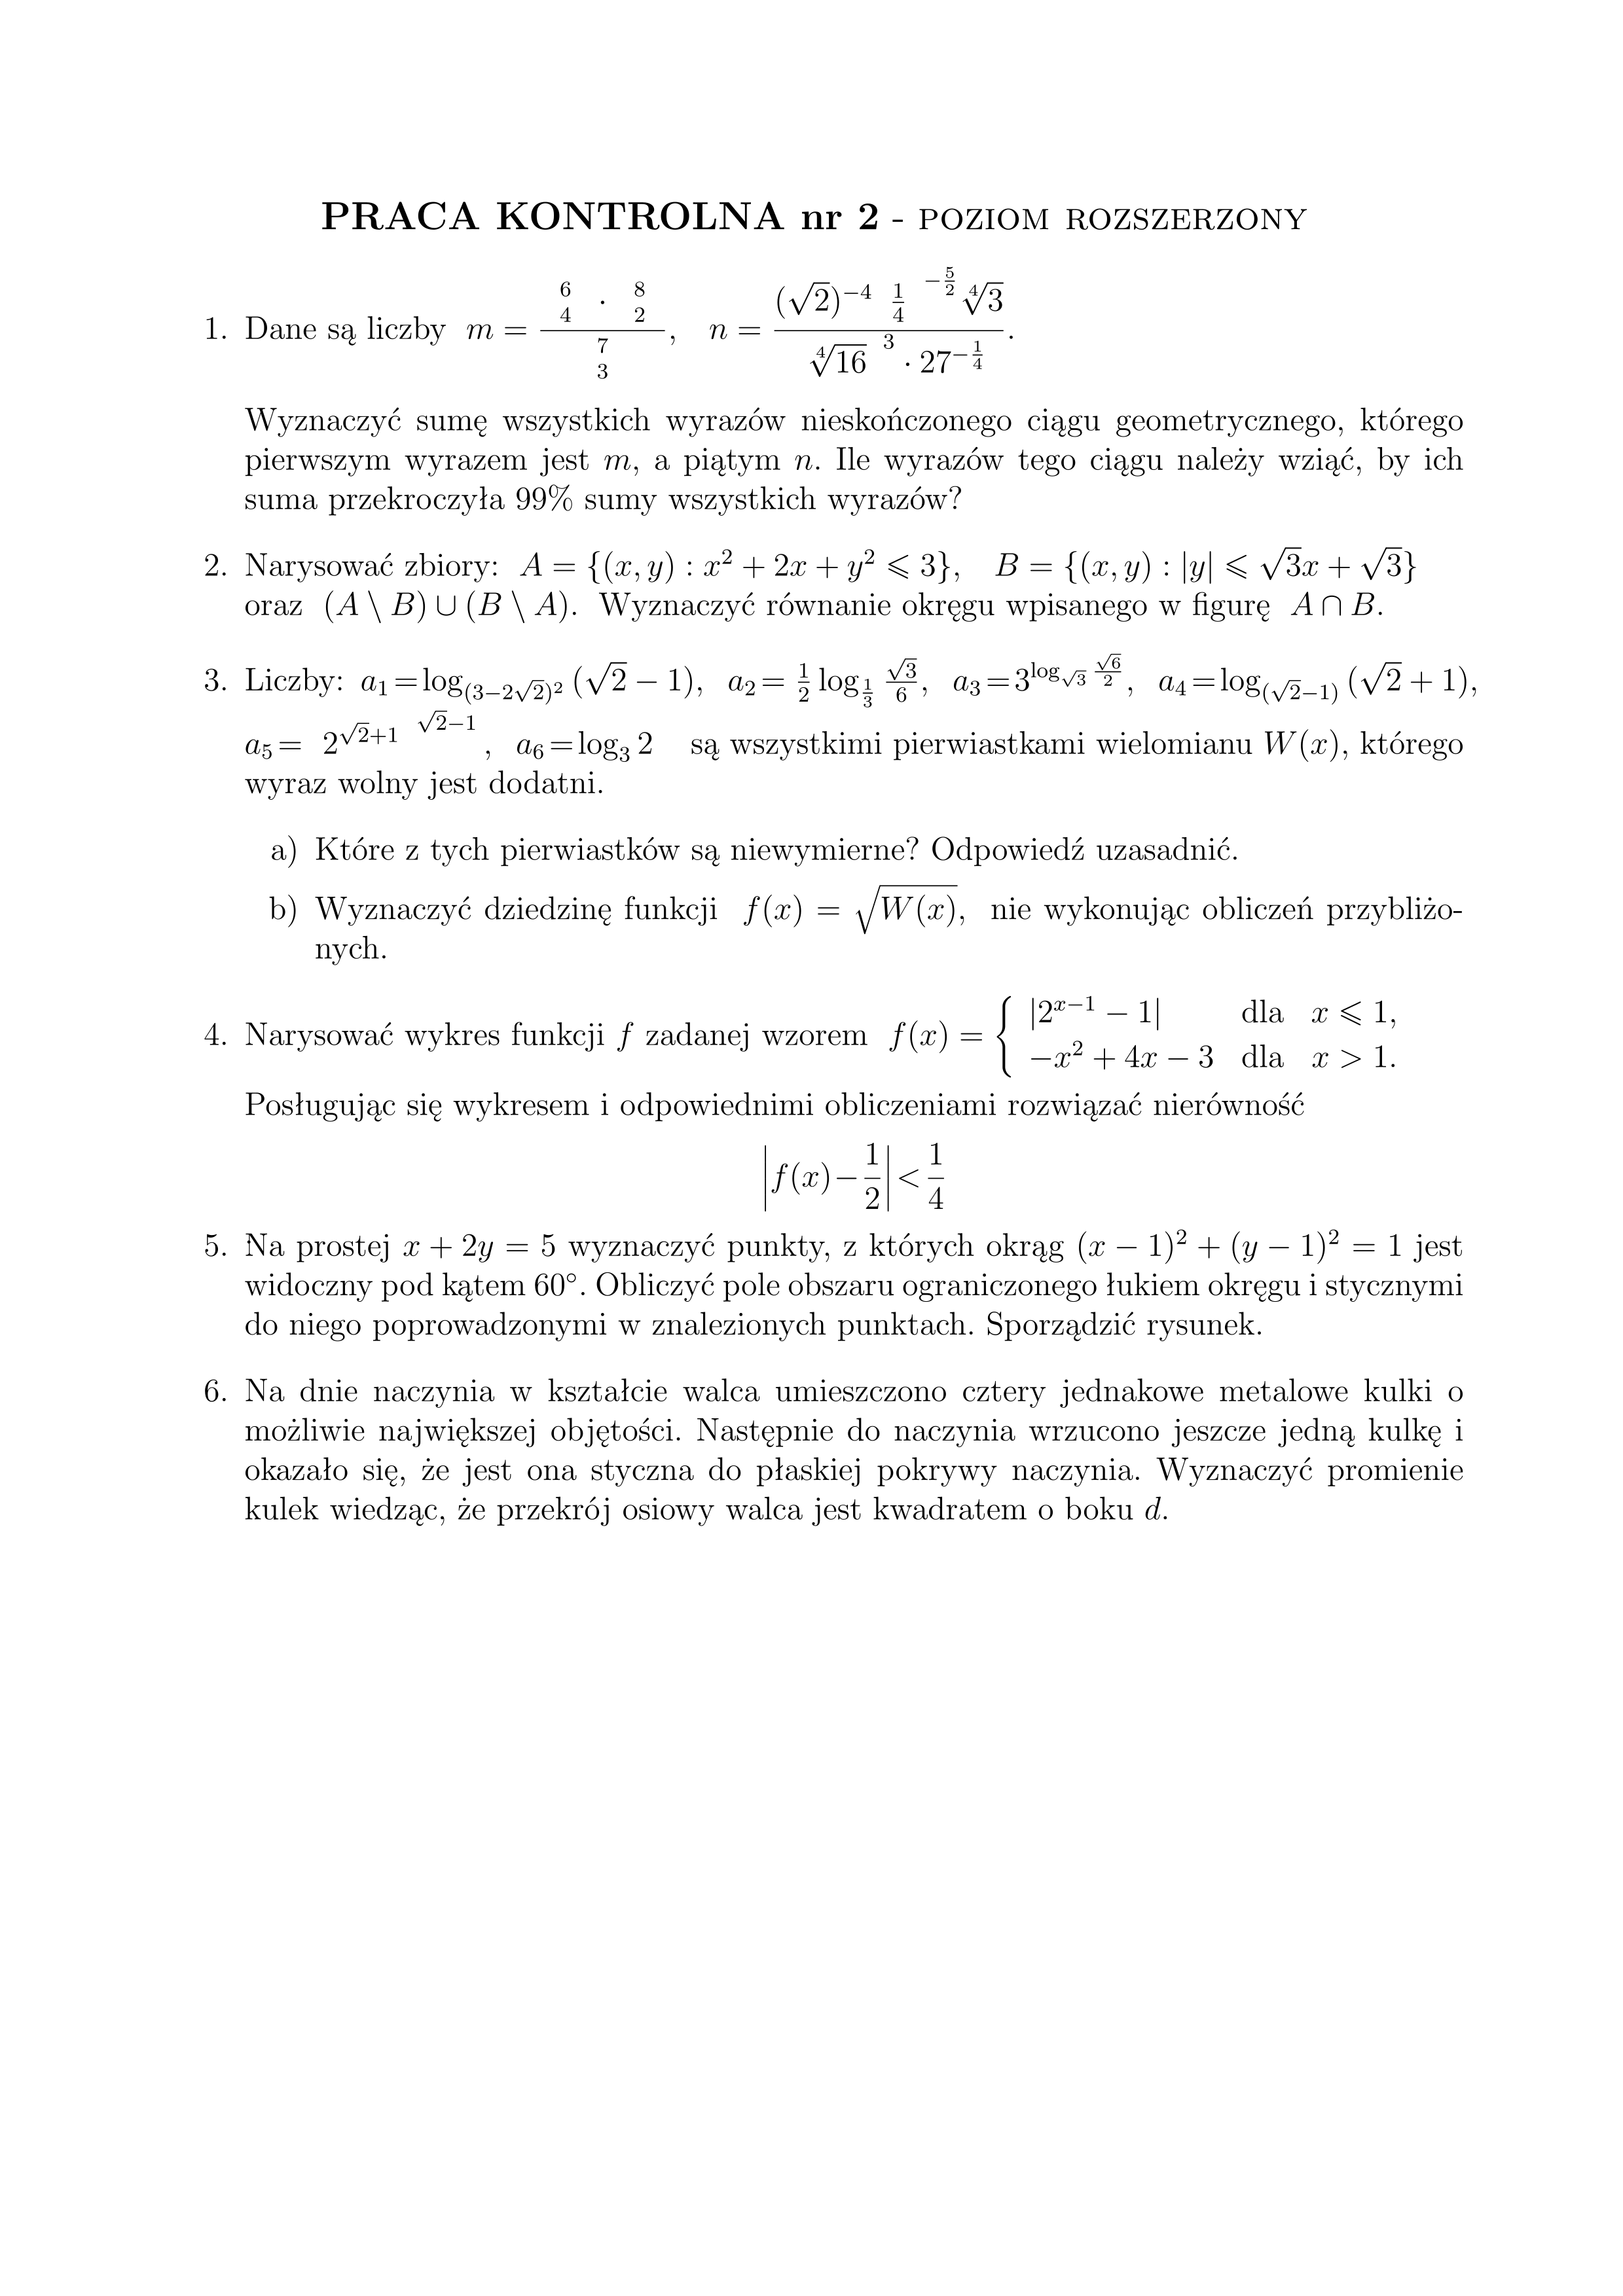 PRACA KONTROLNA nr 2 - POZIOM ROZSZERZONY
1. Dane są liczby $m = \frac{{6 \atop 4} \cdot {8 \atop 2}}{{7 \atop 3}}$, $n = \frac{(\sqrt{2})^{-4} \; \frac{1}{4}^{\;-\frac{5}{2}} \sqrt[4]{3}}{\sqrt[4]{16}^{\;3} \cdot 27^{-\frac{1}{4}}}$.
Wyznaczyć sumę wszystkich wyrazów nieskończonego ciągu geometrycznego, którego
pierwszym wyrazem jest $m$, a piątym $n$. Ile wyrazów tego ciągu należy wziąć, by ich
suma przekroczyła 99% sumy wszystkich wyrazów?
2. Narysować zbiory: $A = \{(x, y) : x^2 + 2x + y^2 \leqslant 3\}$, $B = \{(x, y) : |y| \leqslant \sqrt{3}x + \sqrt{3}\}$
oraz $(A \setminus B) \cup (B \setminus A)$. Wyznaczyć równanie okręgu wpisanego w figurę $A \cap B$.
3. Liczby: $a_1 = \log_{(3-2\sqrt{2})^2} (\sqrt{2} - 1)$, $a_2 = \frac{1}{2} \log_{\frac{1}{3}} \frac{\sqrt{3}}{6}$, $a_3 = 3^{\log_{\sqrt{3}} \frac{\sqrt{6}}{2}}$, $a_4 = \log_{(\sqrt{2}-1)} (\sqrt{2} + 1)$,
$a_5 = 2^{\sqrt{2}+1 \; \sqrt{2}-1}$, $a_6 = \log_3 2$ są wszystkimi pierwiastkami wielomianu $W(x)$, którego
wyraz wolny jest dodatni.
a) Które z tych pierwiastków są niewymierne? Odpowiedź uzasadnić.
b) Wyznaczyć dziedzinę funkcji $f(x) = \sqrt{W(x)}$, nie wykonując obliczeń przybliżo-
nych.
4. Narysować wykres funkcji $f$ zadanej wzorem $f(x) = \begin{cases} |2^{x-1} - 1| & \text{dla } x \leqslant 1, \\ -x^2 + 4x - 3 & \text{dla } x > 1. \end{cases}$
Posługując się wykresem i odpowiednimi obliczeniami rozwiązać nierówność
$\left| f(x) - \frac{1}{2} \right| < \frac{1}{4}$
5. Na prostej $x + 2y = 5$ wyznaczyć punkty, z których okrąg $(x - 1)^2 + (y - 1)^2 = 1$ jest
widoczny pod kątem $60^\circ$. Obliczyć pole obszaru ograniczonego łukiem okręgu i stycznymi
do niego poprowadzonymi w znalezionych punktach. Sporządzić rysunek.
6. Na dnie naczynia w kształcie walca umieszczono cztery jednakowe metalowe kulki o
możliwie największej objętości. Następnie do naczynia wrzucono jeszcze jedną kulkę i
okazało się, że jest ona styczna do płaskiej pokrywy naczynia. Wyznaczyć promienie
kulek wiedząc, że przekrój osiowy walca jest kwadratem o boku $d$.